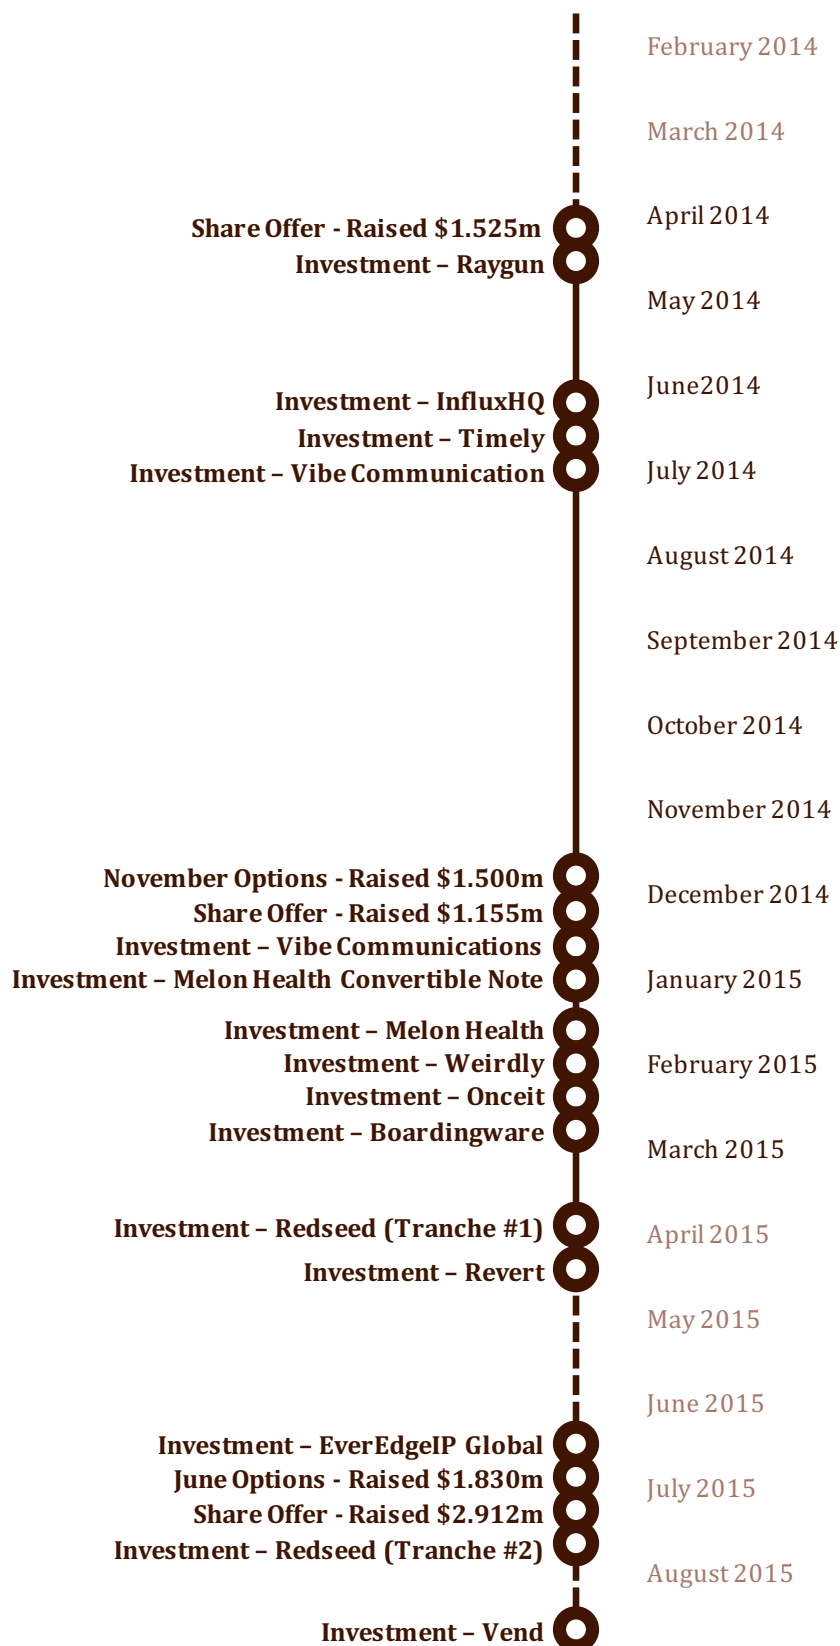 February 2014
March 2014
April 2014
Share Offer - Raised $1.525m
Investment – Raygun
May 2014
June2014
Investment – InfluxHQ
Investment – Timely
Investment – Vibe Communication
July 2014
August 2014
September 2014
October 2014
November 2014
November Options - Raised $1.500m
December 2014
Share Offer - Raised $1.155m
Investment – Vibe Communications
Investment – Melon Health Convertible Note
January 2015
Investment – Melon Health
Investment – Weirdly
February 2015
Investment – Onceit
Investment – Boardingware
March 2015
Investment – Redseed (Tranche #1)
April 2015
Investment – Revert
May 2015
June 2015
Investment – EverEdgeIP Global
June Options - Raised $1.830m
July 2015
Share Offer - Raised $2.912m
Investment – Redseed (Tranche #2)
August 2015
Investment – Vend